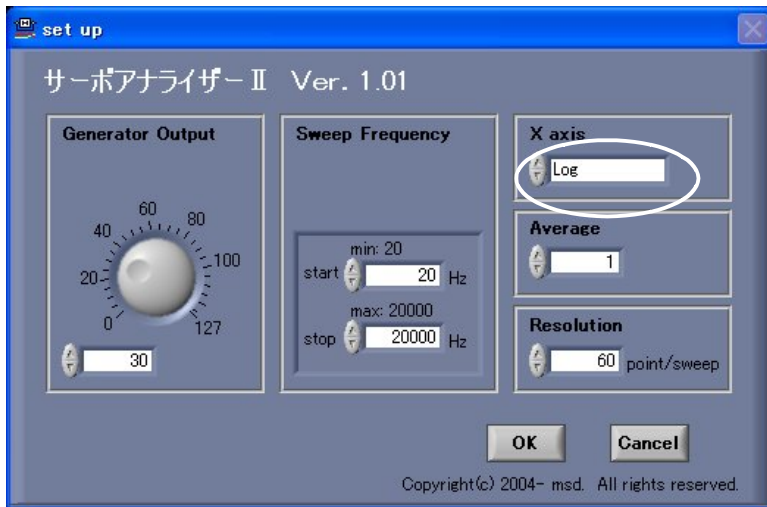 set up
サーボアナライザーⅡ Ver. 1.01
Generator Output
0
20
40
60
80
100
127
30
Sweep Frequency
min: 20
start 20 Hz
max: 20000
stop 20000 Hz
X axis
Log
Average
1
Resolution
60 point/sweep
OK
Cancel
Copyright(c) 2004- msd. All rights reserved.